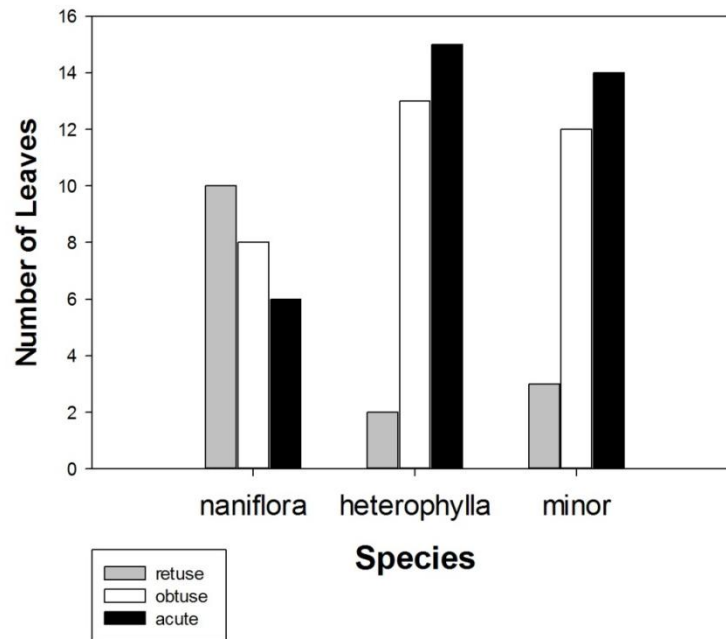 16
14
12
10
8
6
4
2
0
Number of Leaves
naniflora heterophylla minor
Species
retuse
obtuse
acute